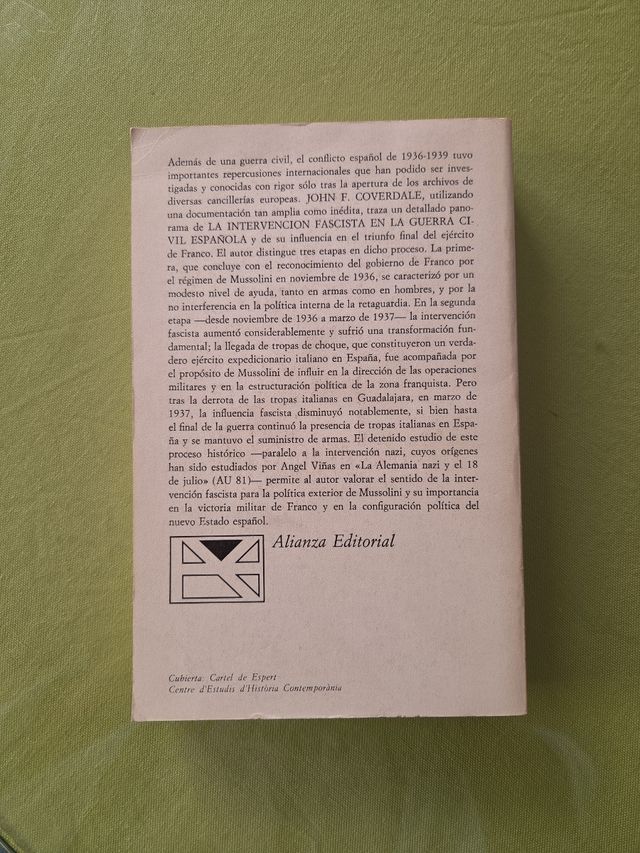 Además de una guerra civil, el conflicto español de 1936-1939 tuvo
importantes repercusiones internacionales que han podido ser inves-
tigadas y conocidas con rigor sólo tras la apertura de los archivos de
diversas cancillerías europeas. JOHN F. COVERDALE, utilizando
una documentación tan amplia como inédita, traza un detallado pano-
rama de LA INTERVENCION FASCISTA EN LA GUERRA CI-
VIL ESPAÑOLA y de su influencia en el triunfo final del ejército
de Franco. El autor distingue tres etapas en dicho proceso. La prime-
ra, que concluye con el reconocimiento del gobierno de Franco por
el régimen de Mussolini en noviembre de 1936, se caracterizó por un
modesto nivel de ayuda, tanto en armas como en hombres, y por la
no interferencia en la política interna de la retaguardia. En la segunda
etapa —desde noviembre de 1936 a marzo de 1937— la intervención
fascista aumentó considerablemente y sufrió una transformación fun-
damental; la llegada de tropas de choque, que constituyeron un verda-
dero ejército expedicionario italiano en España, fue acompañada por
el propósito de Mussolini de influir en la dirección de las operaciones
militares y en la estructuración política de la zona franquista. Pero
tras la derrota de las tropas italianas en Guadalajara, en marzo de
1937, la influencia fascista disminuyó notablemente, si bien hasta
el final de la guerra continuó la presencia de tropas italianas en Espa-
ña y se mantuvo el suministro de armas. El detenido estudio de este
proceso histórico —paralelo a la intervención nazi, cuyos orígenes
han sido estudiados por Angel Viñas en «La Alemania nazi y el 18
de julio» (AU 81)— permite al autor valorar el sentido de la inter-
vención fascista para la política exterior de Mussolini y su importancia
en la victoria militar de Franco y en la configuración política del
nuevo Estado español.
Alianza Editorial
Cubierta: Cartel de Espert
Centre d'Estudis d'Història Contemporània